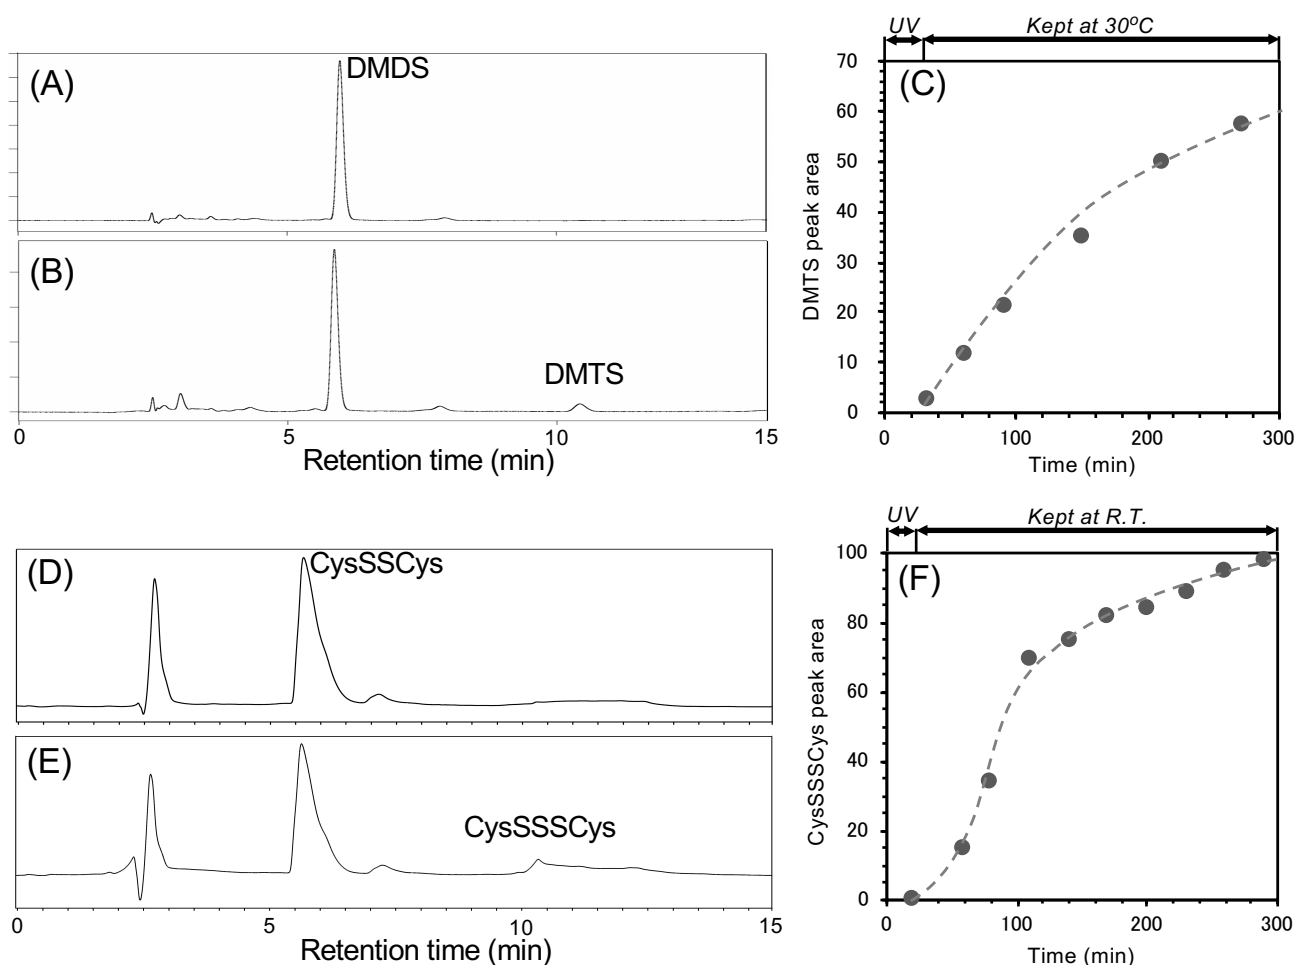 (A)
DMDS
(B)
DMTS
0 5 10 15
Retention time (min)
UV Kept at 30°C
(C)
70
60
50
40
30
20
10
0
DMTS peak area
0 100 200 300
Time (min)
(D)
CysSSCys
(E)
CysSSSCys
0 5 10 15
Retention time (min)
UV Kept at R.T.
(F)
100
80
60
40
20
0
CysSSSCys peak area
0 100 200 300
Time (min)